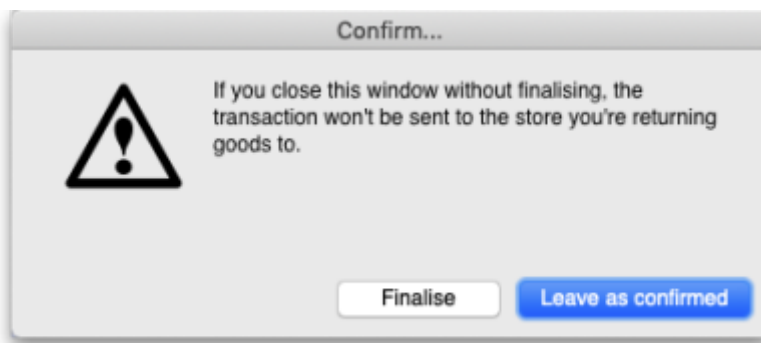 Confirm...
If you close this window without finalising, the
transaction won't be sent to the store you're returning
goods to.
Finalise
Leave as confirmed